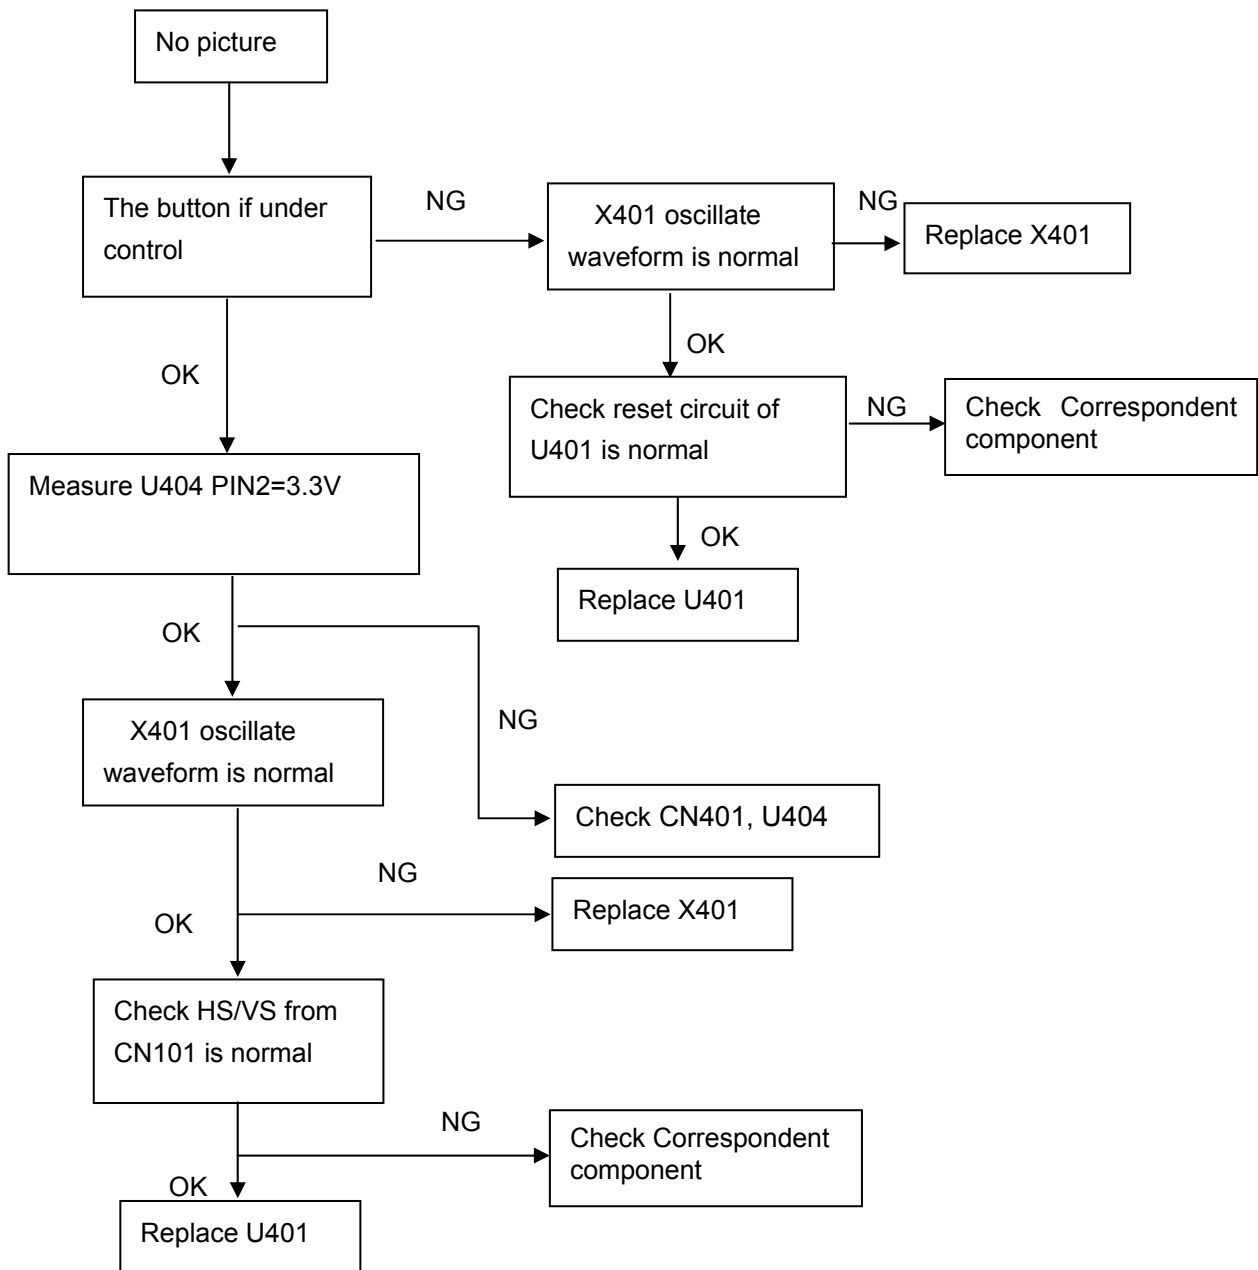 No picture
The button if under
control
NG
X401 oscillate
waveform is normal
NG
Replace X401
OK
OK
Check reset circuit of
U401 is normal
NG
Check Correspondent
component
Measure U404 PIN2=3.3V
OK
Replace U401
OK
NG
X401 oscillate
waveform is normal
Check CN401, U404
NG
Replace X401
OK
Check HS/VS from
CN101 is normal
NG
Check Correspondent
component
OK
Replace U401